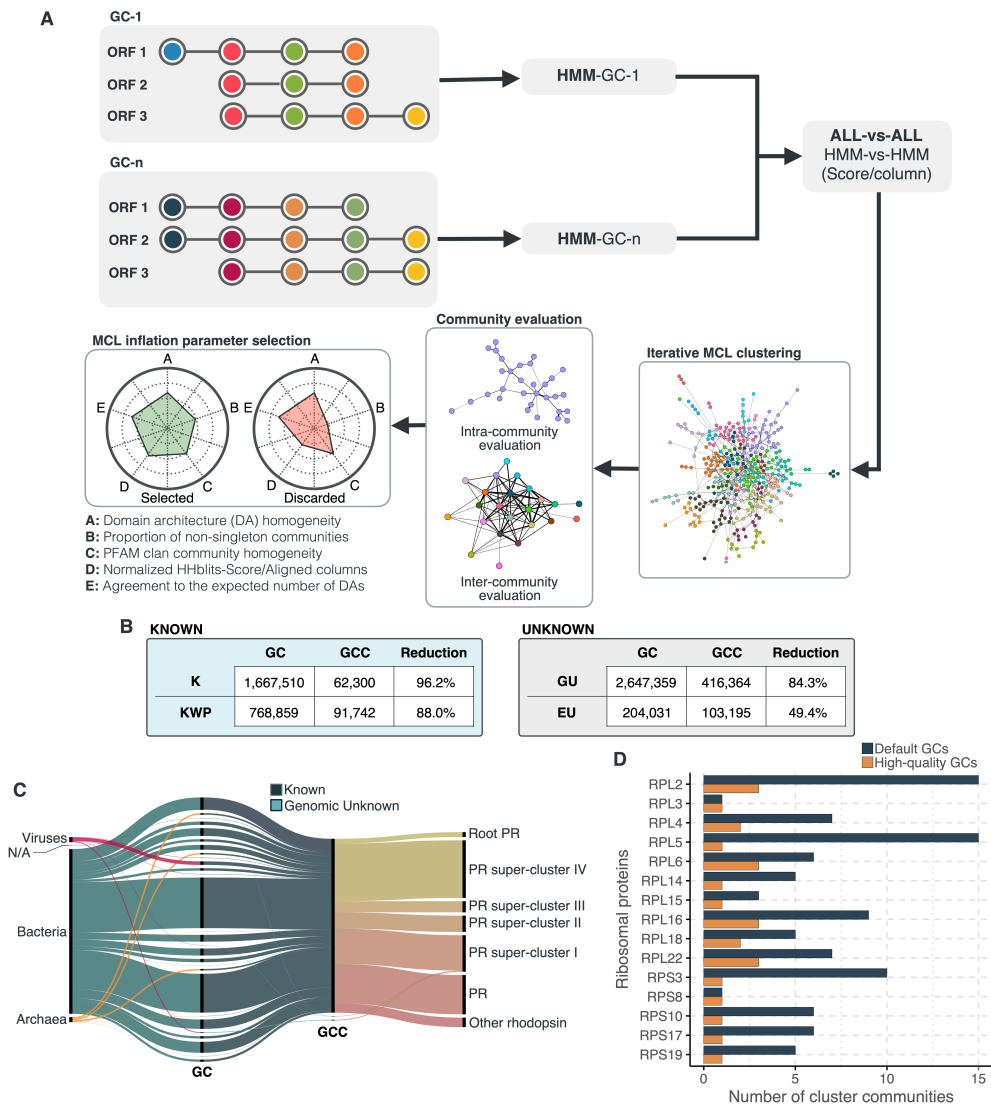 A
GC-1
ORF 1
ORF 2
ORF 3
HMM-GC-1
GC-n
ORF 1
ORF 2
ORF 3
HMM-GC-n
ALL-vs-ALL
HMM-vs-HMM
(Score/column)
MCL inflation parameter selection
A
B
C
D
E
Selected
A
B
C
D
E
Discarded
A: Domain architecture (DA) homogeneity
B: Proportion of non-singleton communities
C: PFAM clan community homogeneity
D: Normalized HHblits-Score/Aligned columns
E: Agreement to the expected number of DAs
Community evaluation
Intra-community
evaluation
Inter-community
evaluation
Iterative MCL clustering
B
KNOWN
GC GCC Reduction
K 1,667,510 62,300 96.2%
KWP 768,859 91,742 88.0%
UNKNOWN
GC GCC Reduction
GU 2,647,359 416,364 84.3%
EU 204,031 103,195 49.4%
C
Known
Genomic Unknown
Viruses
N/A
Bacteria
Archaea
GC
GCC
Root PR
PR super-cluster IV
PR super-cluster III
PR super-cluster II
PR super-cluster I
PR
Other rhodopsin
D
Default GCs
High-quality GCs
Ribosomal proteins
RPL2
RPL3
RPL4
RPL5
RPL6
RPL14
RPL15
RPL16
RPL18
RPL22
RPS3
RPS8
RPS10
RPS17
RPS19
0 5 10 15
Number of cluster communities